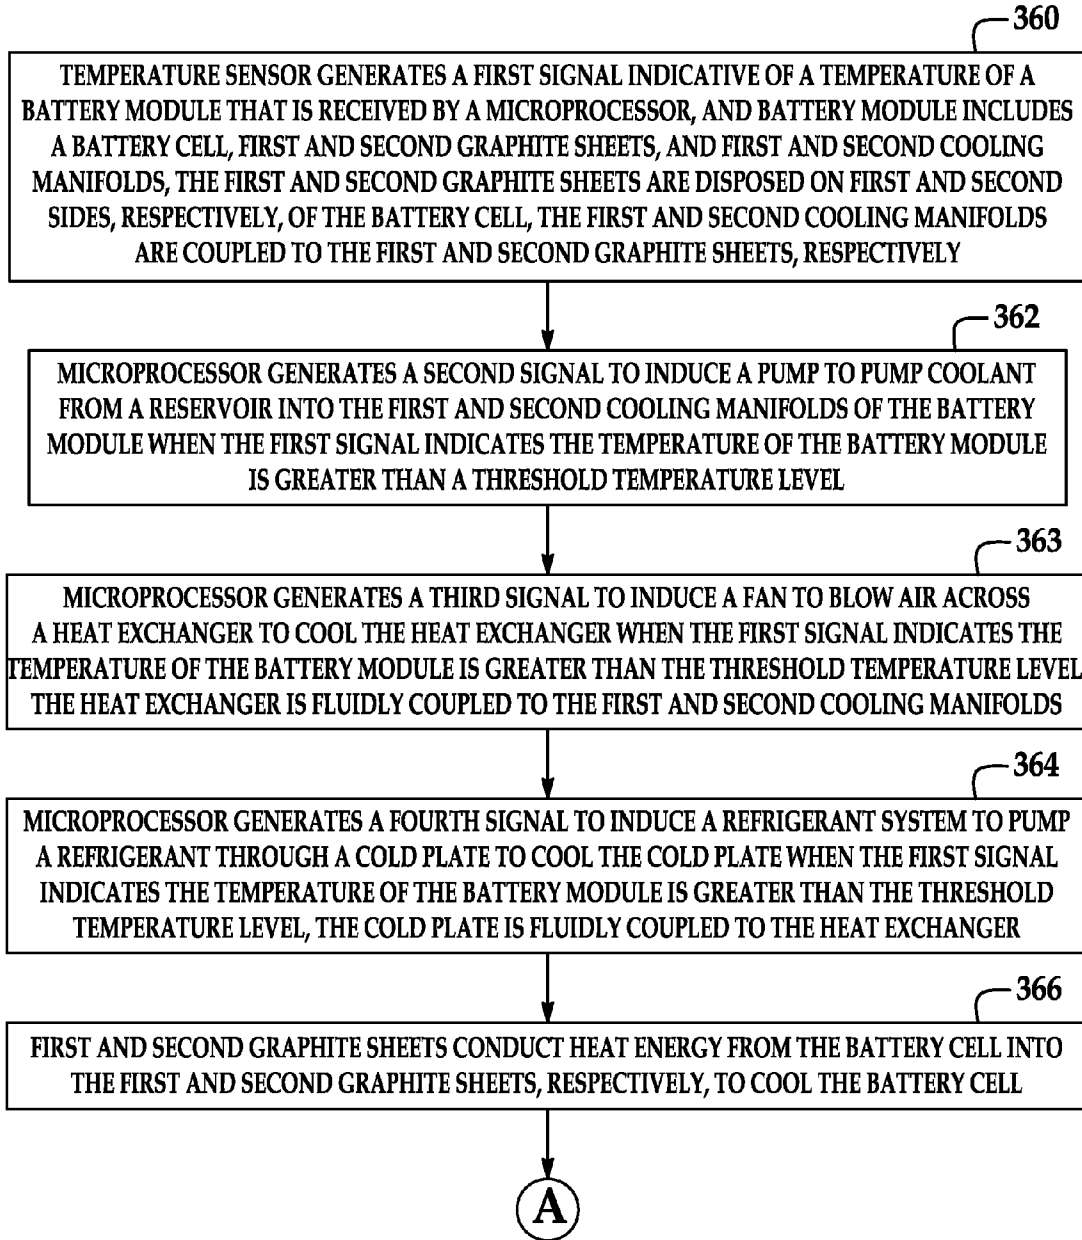 360
TEMPERATURE SENSOR GENERATES A FIRST SIGNAL INDICATIVE OF A TEMPERATURE OF A
BATTERY MODULE THAT IS RECEIVED BY A MICROPROCESSOR, AND BATTERY MODULE INCLUDES
A BATTERY CELL, FIRST AND SECOND GRAPHITE SHEETS, AND FIRST AND SECOND COOLING
MANIFOLDS, THE FIRST AND SECOND GRAPHITE SHEETS ARE DISPOSED ON FIRST AND SECOND
SIDES, RESPECTIVELY, OF THE BATTERY CELL, THE FIRST AND SECOND COOLING MANIFOLDS
ARE COUPLED TO THE FIRST AND SECOND GRAPHITE SHEETS, RESPECTIVELY
362
MICROPROCESSOR GENERATES A SECOND SIGNAL TO INDUCE A PUMP TO PUMP COOLANT
FROM A RESERVOIR INTO THE FIRST AND SECOND COOLING MANIFOLDS OF THE BATTERY
MODULE WHEN THE FIRST SIGNAL INDICATES THE TEMPERATURE OF THE BATTERY MODULE
IS GREATER THAN A THRESHOLD TEMPERATURE LEVEL
363
MICROPROCESSOR GENERATES A THIRD SIGNAL TO INDUCE A FAN TO BLOW AIR ACROSS
A HEAT EXCHANGER TO COOL THE HEAT EXCHANGER WHEN THE FIRST SIGNAL INDICATES THE
TEMPERATURE OF THE BATTERY MODULE IS GREATER THAN THE THRESHOLD TEMPERATURE LEVEL
THE HEAT EXCHANGER IS FLUIDLY COUPLED TO THE FIRST AND SECOND COOLING MANIFOLDS
364
MICROPROCESSOR GENERATES A FOURTH SIGNAL TO INDUCE A REFRIGERANT SYSTEM TO PUMP
A REFRIGERANT THROUGH A COLD PLATE TO COOL THE COLD PLATE WHEN THE FIRST SIGNAL
INDICATES THE TEMPERATURE OF THE BATTERY MODULE IS GREATER THAN THE THRESHOLD
TEMPERATURE LEVEL, THE COLD PLATE IS FLUIDLY COUPLED TO THE HEAT EXCHANGER
366
FIRST AND SECOND GRAPHITE SHEETS CONDUCT HEAT ENERGY FROM THE BATTERY CELL INTO
THE FIRST AND SECOND GRAPHITE SHEETS, RESPECTIVELY, TO COOL THE BATTERY CELL
A